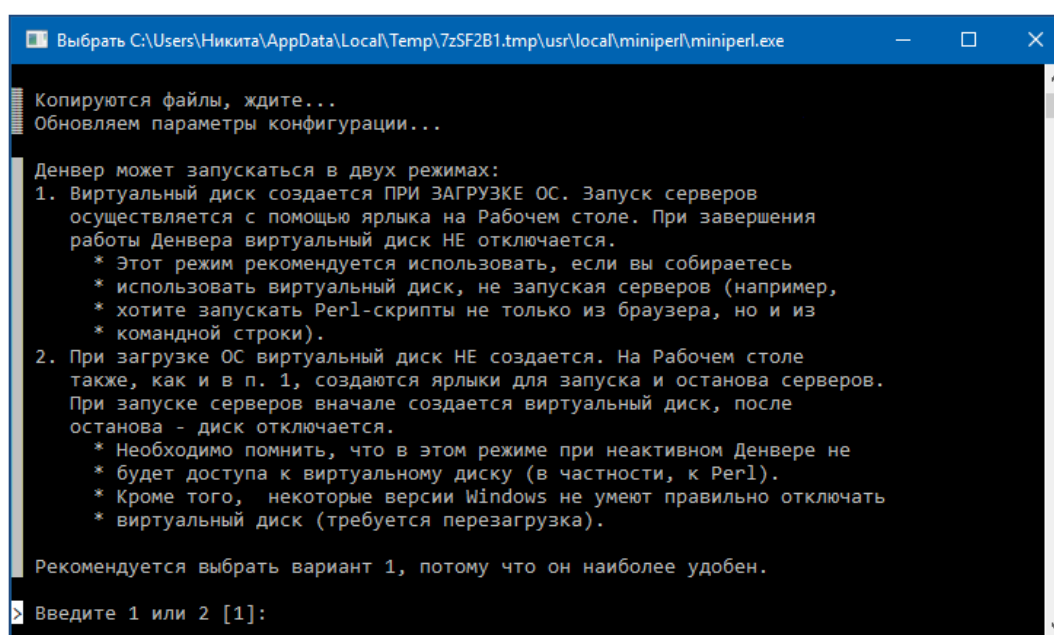 Выбрать C:\Users\Никита\AppData\Local\Temp\7zSF2B1.tmp\usr\local\miniperl\miniperl.exe
Копируются файлы, ждите...
Обновляем параметры конфигурации...
Денвер может запускаться в двух режимах:
1. Виртуальный диск создается ПРИ ЗАГРУЗКЕ ОС. Запуск серверов
осуществляется с помощью ярлыка на Рабочем столе. При завершения
работы Денвера виртуальный диск НЕ отключается.
* Этот режим рекомендуется использовать, если вы собираетесь
* использовать виртуальный диск, не запуская серверов (например,
* хотите запускать Perl-скрипты не только из браузера, но и из
* командной строки).
2. При загрузке ОС виртуальный диск НЕ создается. На Рабочем столе
также, как и в п. 1, создаются ярлыки для запуска и останова серверов.
При запуске серверов вначале создается виртуальный диск, после
останова - диск отключается.
* Необходимо помнить, что в этом режиме при неактивном Денвере не
* будет доступа к виртуальному диску (в частности, к Perl).
* Кроме того,  некоторые версии Windows не умеют правильно отключать
* виртуальный диск (требуется перезагрузка).
Рекомендуется выбрать вариант 1, потому что он наиболее удобен.
> Введите 1 или 2 [1]: